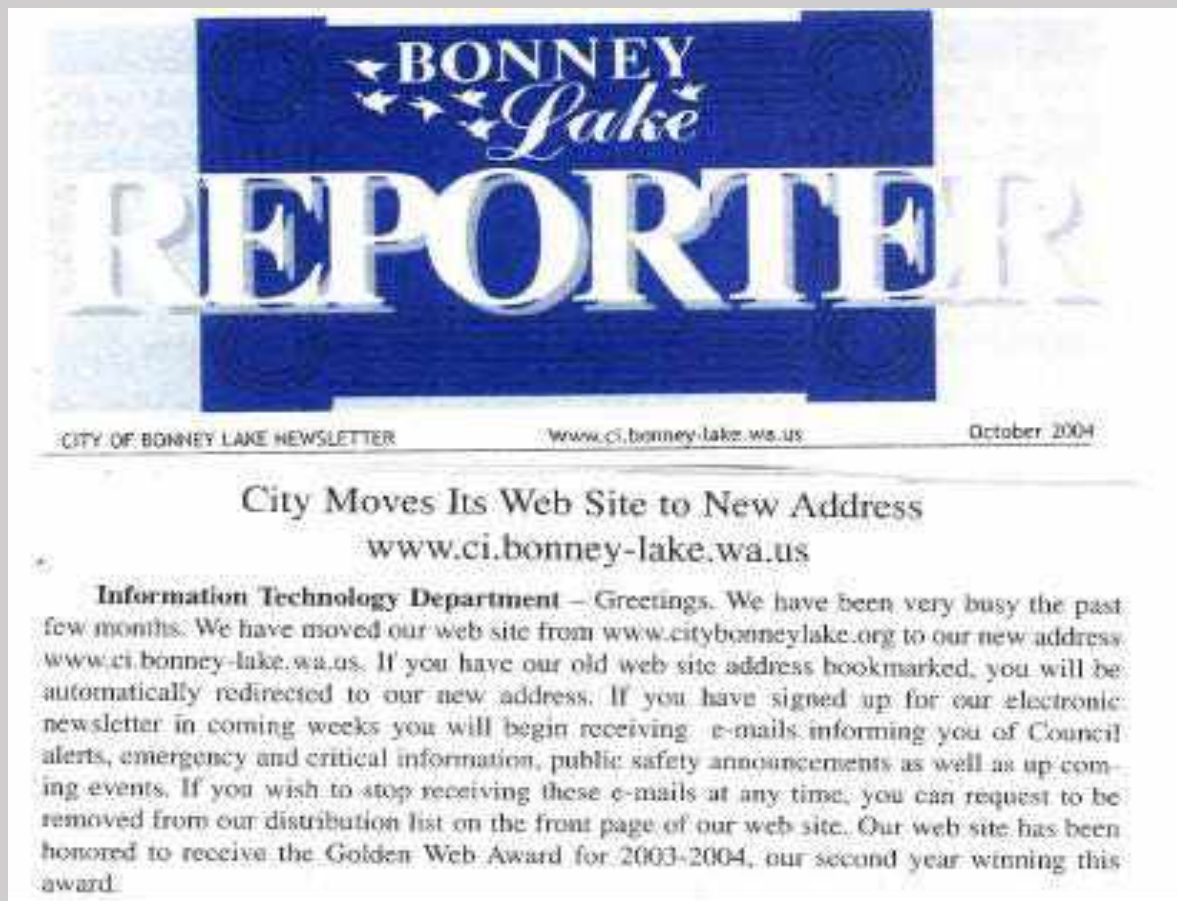 BONNEY
Lake
REPORTER
CITY OF BONNEY LAKE NEWSLETTER www.ci.bonney-lake.wa.us October 2004
City Moves Its Web Site to New Address
www.ci.bonney-lake.wa.us
Information Technology Department – Greetings. We have been very busy the past
few months. We have moved our web site from www.citybonneylake.org to our new address
www.ci.bonney-lake.wa.us. If you have our old web site address bookmarked, you will be
automatically redirected to our new address. If you have signed up for our electronic
newsletter in coming weeks you will begin receiving e-mails informing you of Council
alerts, emergency and critical information, public safety announcements as well as up com-
ing events. If you wish to stop receiving these e-mails at any time, you can request to be
removed from our distribution list on the front page of our web site. Our web site has been
honored to receive the Golden Web Award for 2003-2004, our second year winning this
award.